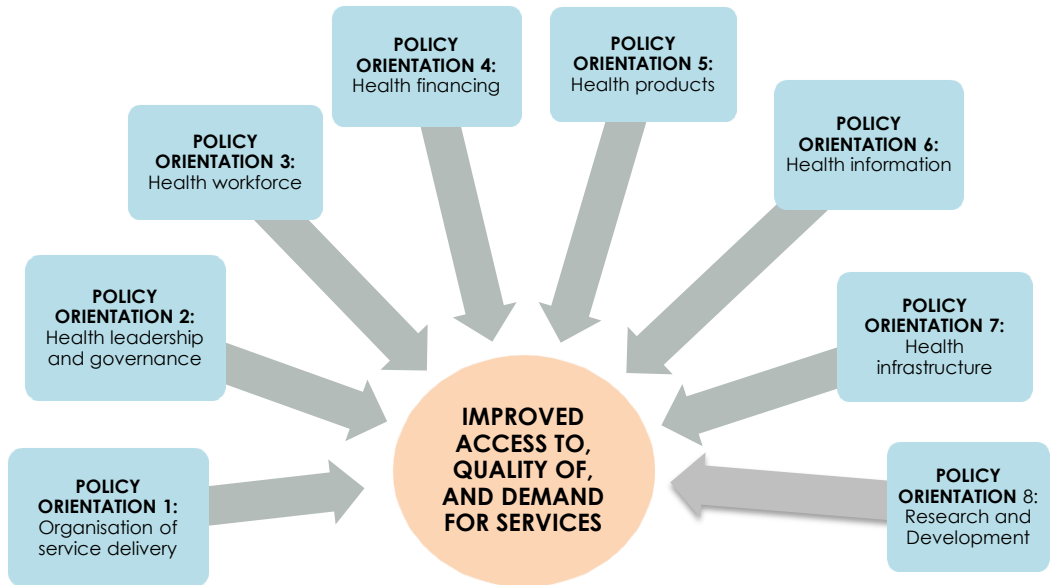 POLICY
ORIENTATION 1:
Organisation of
service delivery
POLICY
ORIENTATION 2:
Health leadership
and governance
POLICY
ORIENTATION 3:
Health workforce
POLICY
ORIENTATION 4:
Health financing
POLICY
ORIENTATION 5:
Health products
POLICY
ORIENTATION 6:
Health information
POLICY
ORIENTATION 7:
Health
infrastructure
POLICY
ORIENTATION 8:
Research and
Development
IMPROVED
ACCESS TO,
QUALITY OF,
AND DEMAND
FOR SERVICES